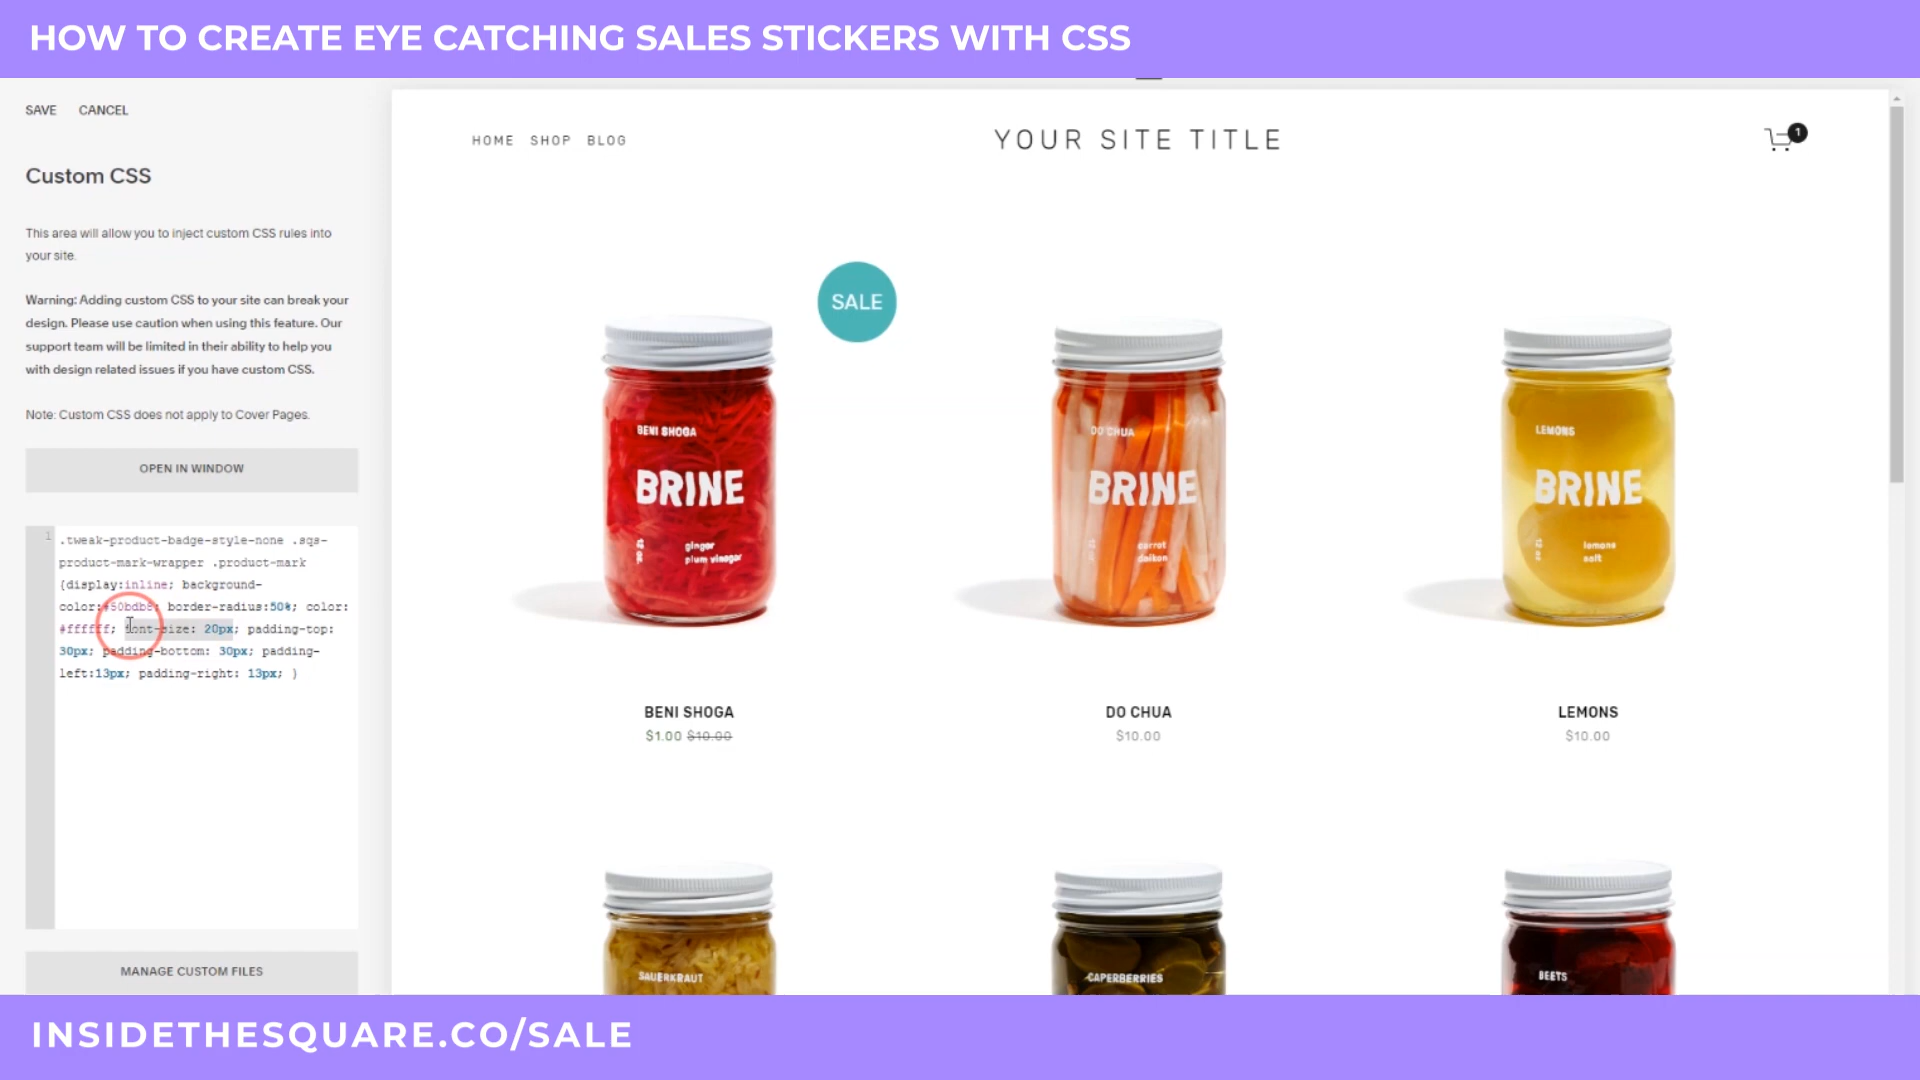 HOW TO CREATE EYE CATCHING SALES STICKERS WITH CSS
SAVE CANCEL
Custom CSS
This area will allow you to inject custom CSS rules into
your site.
Warning: Adding custom CSS to your site can break your
design. Please use caution when using this feature. Our
support team will be limited in their ability to help you
with design related issues if you have custom CSS.
Note: Custom CSS does not apply to Cover Pages.
OPEN IN WINDOW
1
.tweak-product-badge-style-none .sqs-
product-mark-wrapper .product-mark
{display:inline; background-
color:#50bdb8; border-radius:50%; color:
#ffffff; font-size: 20px; padding-top:
30px; padding-bottom: 30px; padding-
left:13px; padding-right: 13px; }
MANAGE CUSTOM FILES
HOME SHOP BLOG
YOUR SITE TITLE
1
SALE
BENI SHOGA
BRINE
12 oz
ginger
plum vinegar
DO CHUA
BRINE
12 oz
carrot
daikon
LEMONS
BRINE
12 oz
lemons
salt
BENI SHOGA
$1.00 $10.00
DO CHUA
$10.00
LEMONS
$10.00
SAUERKRAUT
CAPERBERRIES
BEETS
INSIDETHESQUARE.CO/SALE